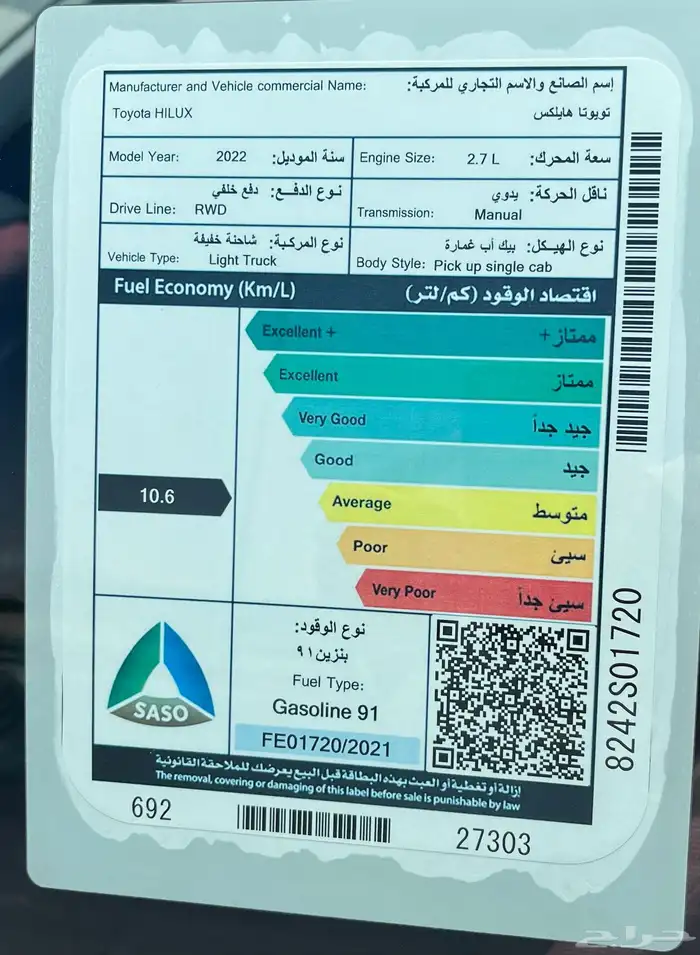 Manufacturer and Vehicle commercial Name: إسم الصانع والاسم التجاري للمركبة:
Toyota HILUX تويوتا هايلكس
Model Year: 2022 سنة الموديل: Engine Size: 2.7 L سعة المحرك:
نوع الدفع: دفع خلفي ناقل الحركة: يدوي
Drive Line: RWD Transmission: Manual
نوع المركبة: شاحنة خفيفة نوع الهيكل: بيك أب غمارة
Vehicle Type: Light Truck Body Style: Pick up single cab
Fuel Economy (Km/L) اقتصاد الوقود (كم/لتر)
Excellent + ممتاز +
Excellent ممتاز
Very Good جيد جداً
Good جيد
10.6
Average متوسط
Poor سيئ
Very Poor سيئ جداً
نوع الوقود:
بنزين ٩١
Fuel Type:
Gasoline 91
FE01720/2021
SASO
إزالة أو تغطية أو العبث بهذه البطاقة قبل البيع يعرضك للملاحقة القانونية
The removal, covering or damaging of this label before sale is punishable by law
692
27303
8242S01720
حراج